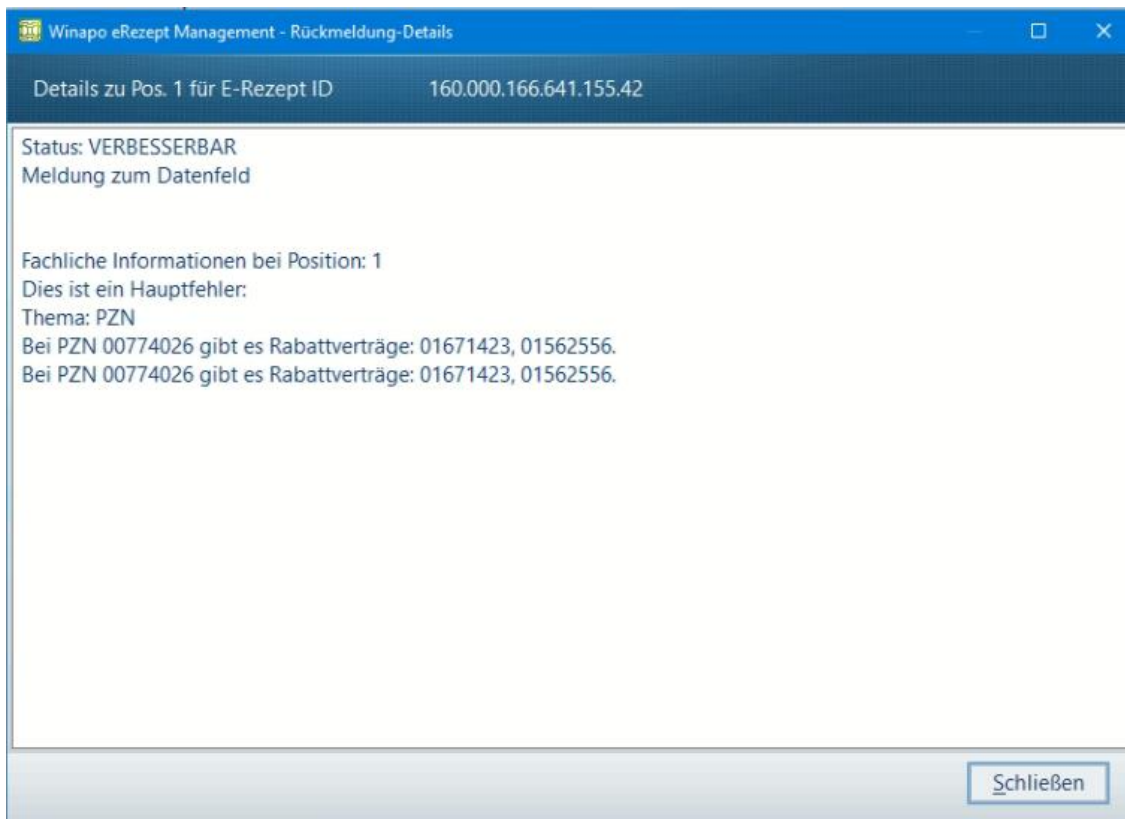 Winapo eRezept Management - Rückmeldung-Details
Details zu Pos. 1 für E-Rezept ID 160.000.166.641.155.42
Status: VERBESSERBAR
Meldung zum Datenfeld
Fachliche Informationen bei Position: 1
Dies ist ein Hauptfehler:
Thema: PZN
Bei PZN 00774026 gibt es Rabattverträge: 01671423, 01562556.
Bei PZN 00774026 gibt es Rabattverträge: 01671423, 01562556.
Schließen